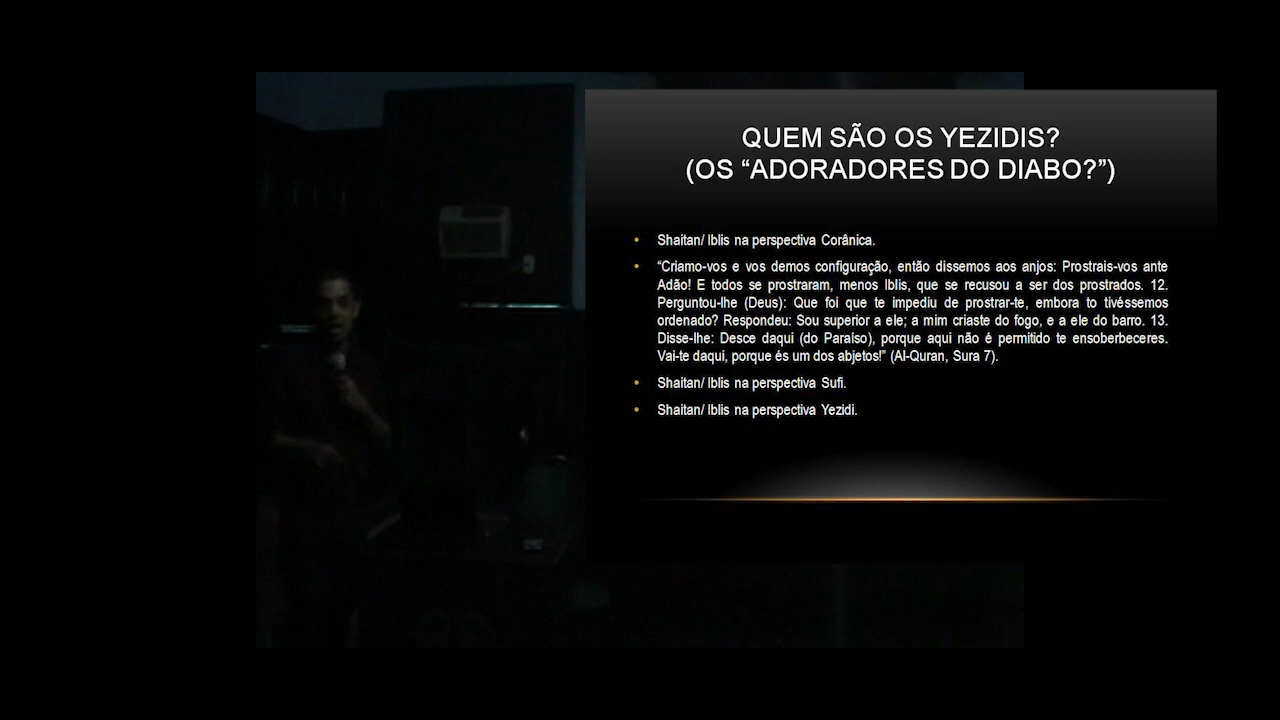 QUEM SÃO OS YEZIDIS?
(OS “ADORADORES DO DIABO?”)
• Shaitan/ Iblis na perspectiva Corânica.
• “Criamo-vos e vos demos configuração, então dissemos aos anjos: Prostrais-vos ante
Adão! E todos se prostraram, menos Iblis, que se recusou a ser dos prostrados. 12.
Perguntou-lhe (Deus): Que foi que te impediu de prostrar-te, embora to tivéssemos
ordenado? Respondeu: Sou superior a ele; a mim criaste do fogo, e a ele do barro. 13.
Disse-lhe: Desce daqui (do Paraíso), porque aqui não é permitido te ensoberbeceres.
Vai-te daqui, porque és um dos abjetos!” (Al-Quran, Sura 7).
• Shaitan/ Iblis na perspectiva Sufi.
• Shaitan/ Iblis na perspectiva Yezidi.